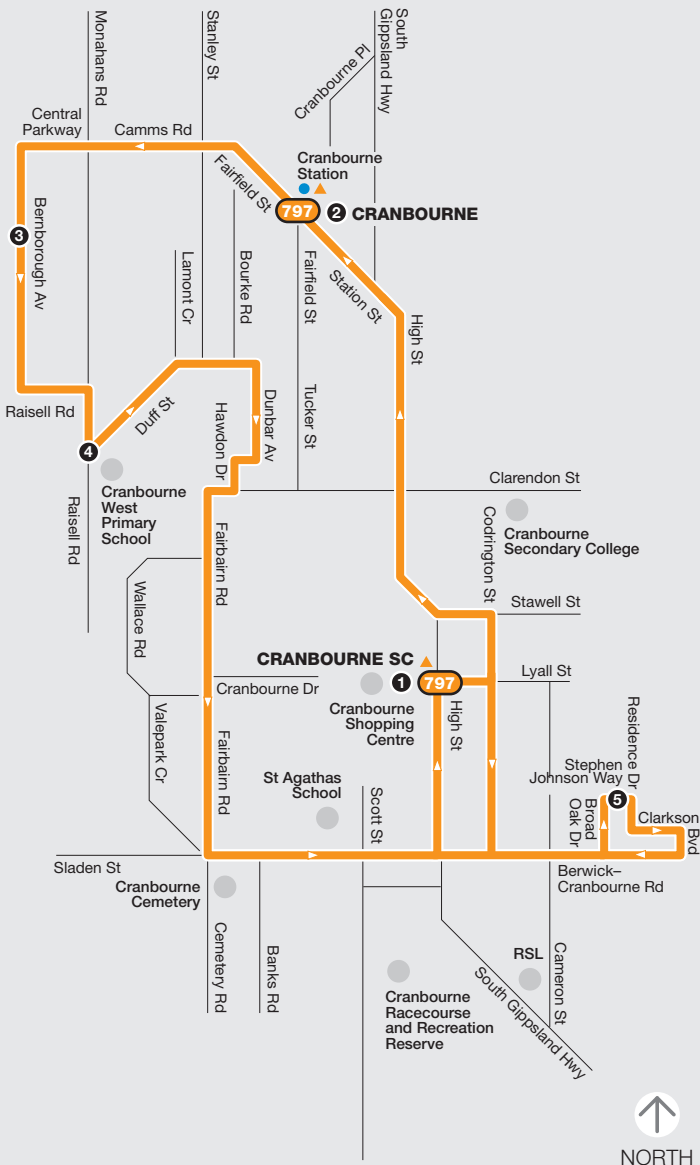 Monahans Rd
Stanley St
South
Gippsland Hwy
Cranbourne Pl
Central
Parkway
Camms Rd
Cranbourne
Station
Fairfield St
797
2
CRANBOURNE
3
Bernborough Av
Lamont Cr
Bourke Rd
Fairfield St
Station St
High St
Raisell Rd
Duff St
Hawdon Dr
Dunbar Av
Tucker St
4
Cranbourne
West
Primary
School
Raisell Rd
Clarendon St
Codrington St
Cranbourne
Secondary College
Fairbairn Rd
Wallace Rd
Stawell St
CRANBOURNE SC
1
797
Lyall St
Cranbourne Dr
Cranbourne
Shopping
Centre
High St
Valepark Cr
Fairbairn Rd
Residence Dr
Stephen
Johnson Way
5
St Agathas
School
Scott St
Broad
Oak Dr
Clarkson
Bvd
Sladen St
Berwick–
Cranbourne Rd
Cranbourne
Cemetery
Cemetery Rd
Banks Rd
RSL
Cameron St
South Gippsland Hwy
Cranbourne
Racecourse
and Recreation
Reserve
NORTH